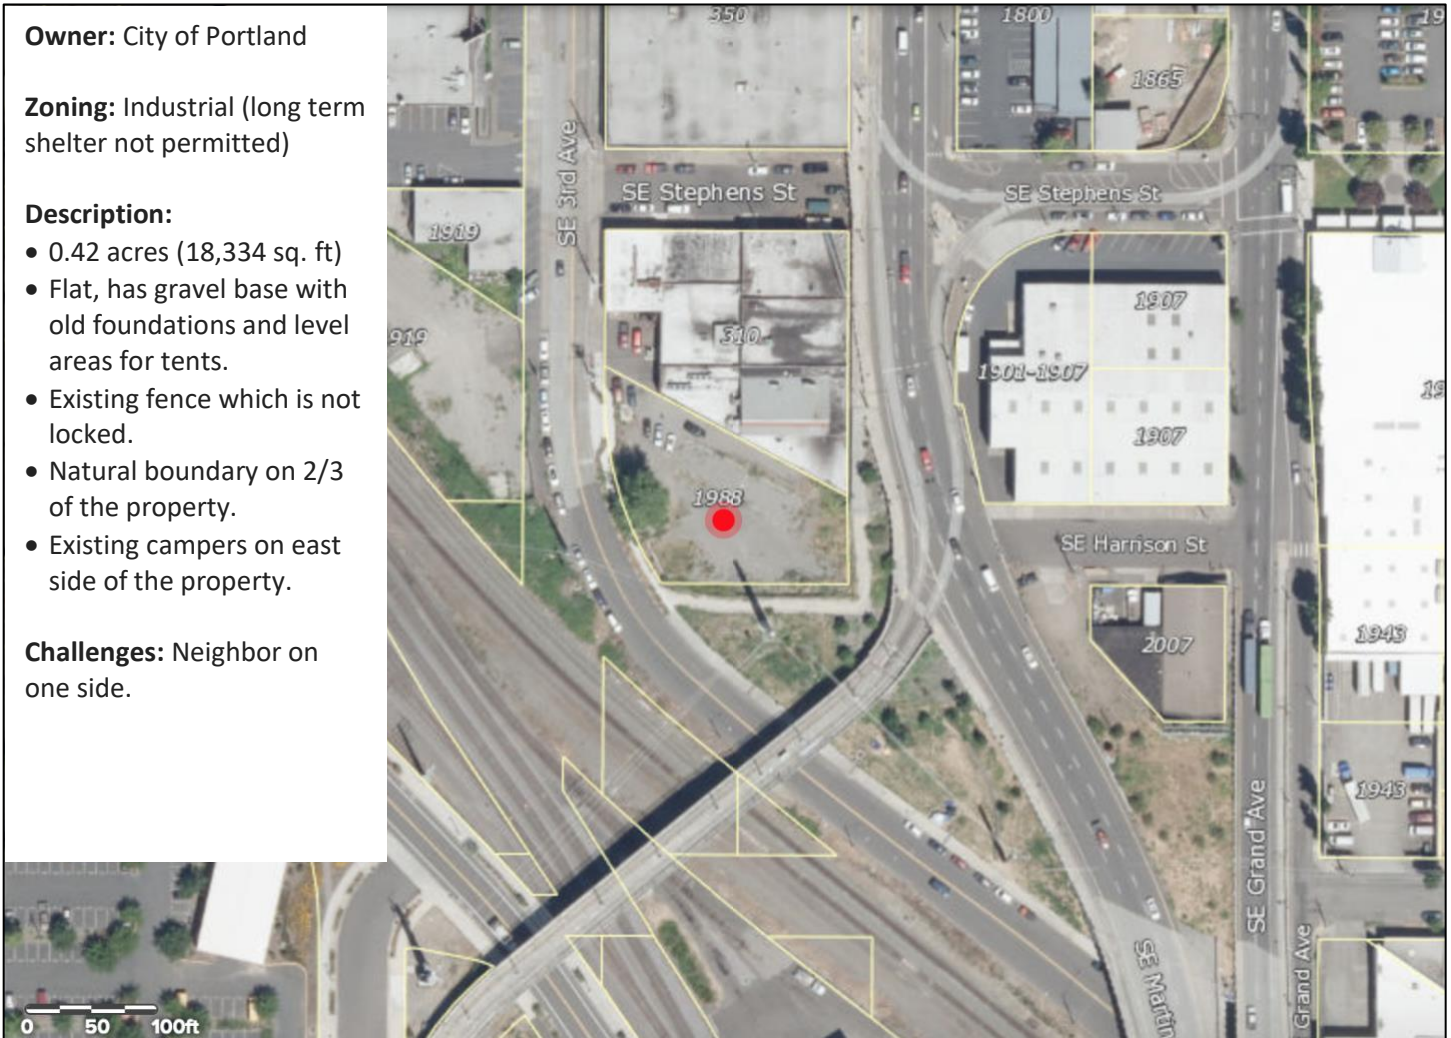 Owner: City of Portland
Zoning: Industrial (long term
shelter not permitted)
Description:
• 0.42 acres (18,334 sq. ft)
• Flat, has gravel base with
old foundations and level
areas for tents.
• Existing fence which is not
locked.
• Natural boundary on 2/3
of the property.
• Existing campers on east
side of the property.
Challenges: Neighbor on
one side.
350
1800
19
1865
SE 3rd Ave
SE Stephens St
SE Stephens St
1919
919
310
1907
1901-1907
1907
19
1988
SE Harrison St
2007
1943
1943
SE Grand Ave
Grand Ave
SE Martin
0 50 100ft